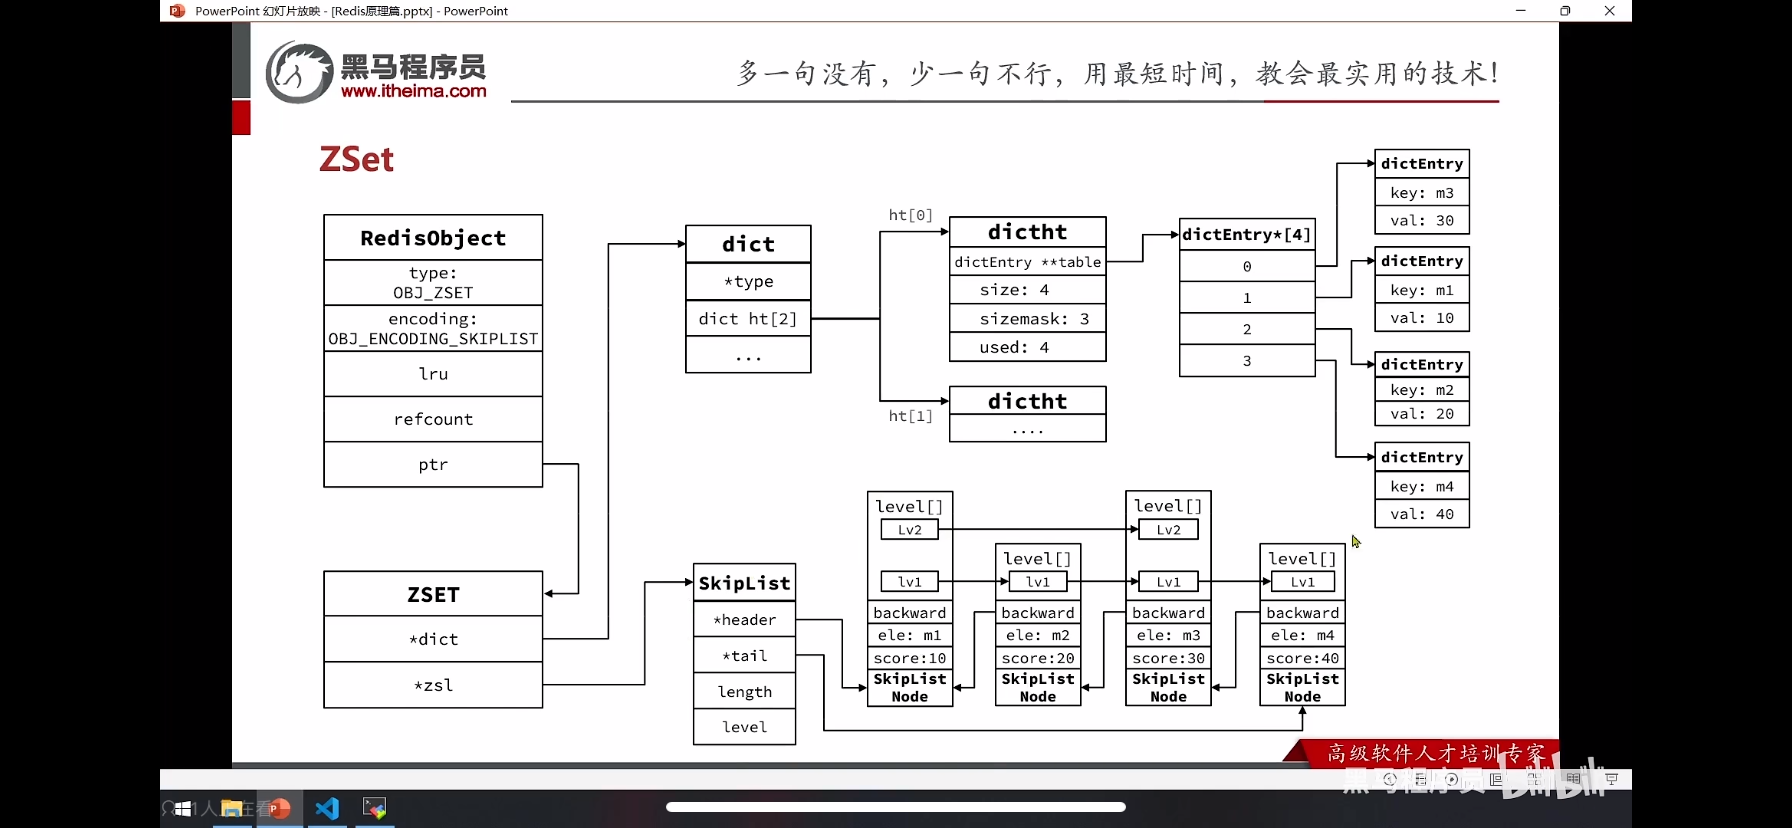 PowerPoint 幻灯片放映 - [Redis原理篇.pptx] - PowerPoint
黑马程序员
www.itheima.com
多一句没有，少一句不行，用最短时间，教会最实用的技术！
ZSet
RedisObject
type:
OBJ_ZSET
encoding:
OBJ_ENCODING_SKIPLIST
lru
refcount
ptr
ZSET
*dict
*zsl
dict
*type
dict ht[2]
...
ht[0]
dictht
dictEntry **table
size: 4
sizemask: 3
used: 4
ht[1]
dictht
....
dictEntry*[4]
0
1
2
3
dictEntry
key: m3
val: 30
dictEntry
key: m1
val: 10
dictEntry
key: m2
val: 20
dictEntry
key: m4
val: 40
SkipList
*header
*tail
length
level
level[]
Lv2
lv1
backward
ele: m1
score:10
SkipList
Node
level[]
lv1
backward
ele: m2
score:20
SkipList
Node
level[]
Lv2
Lv1
backward
ele: m3
score:30
SkipList
Node
level[]
Lv1
backward
ele: m4
score:40
SkipList
Node
高级软件人才培训专家
黑马程序员 bilibili